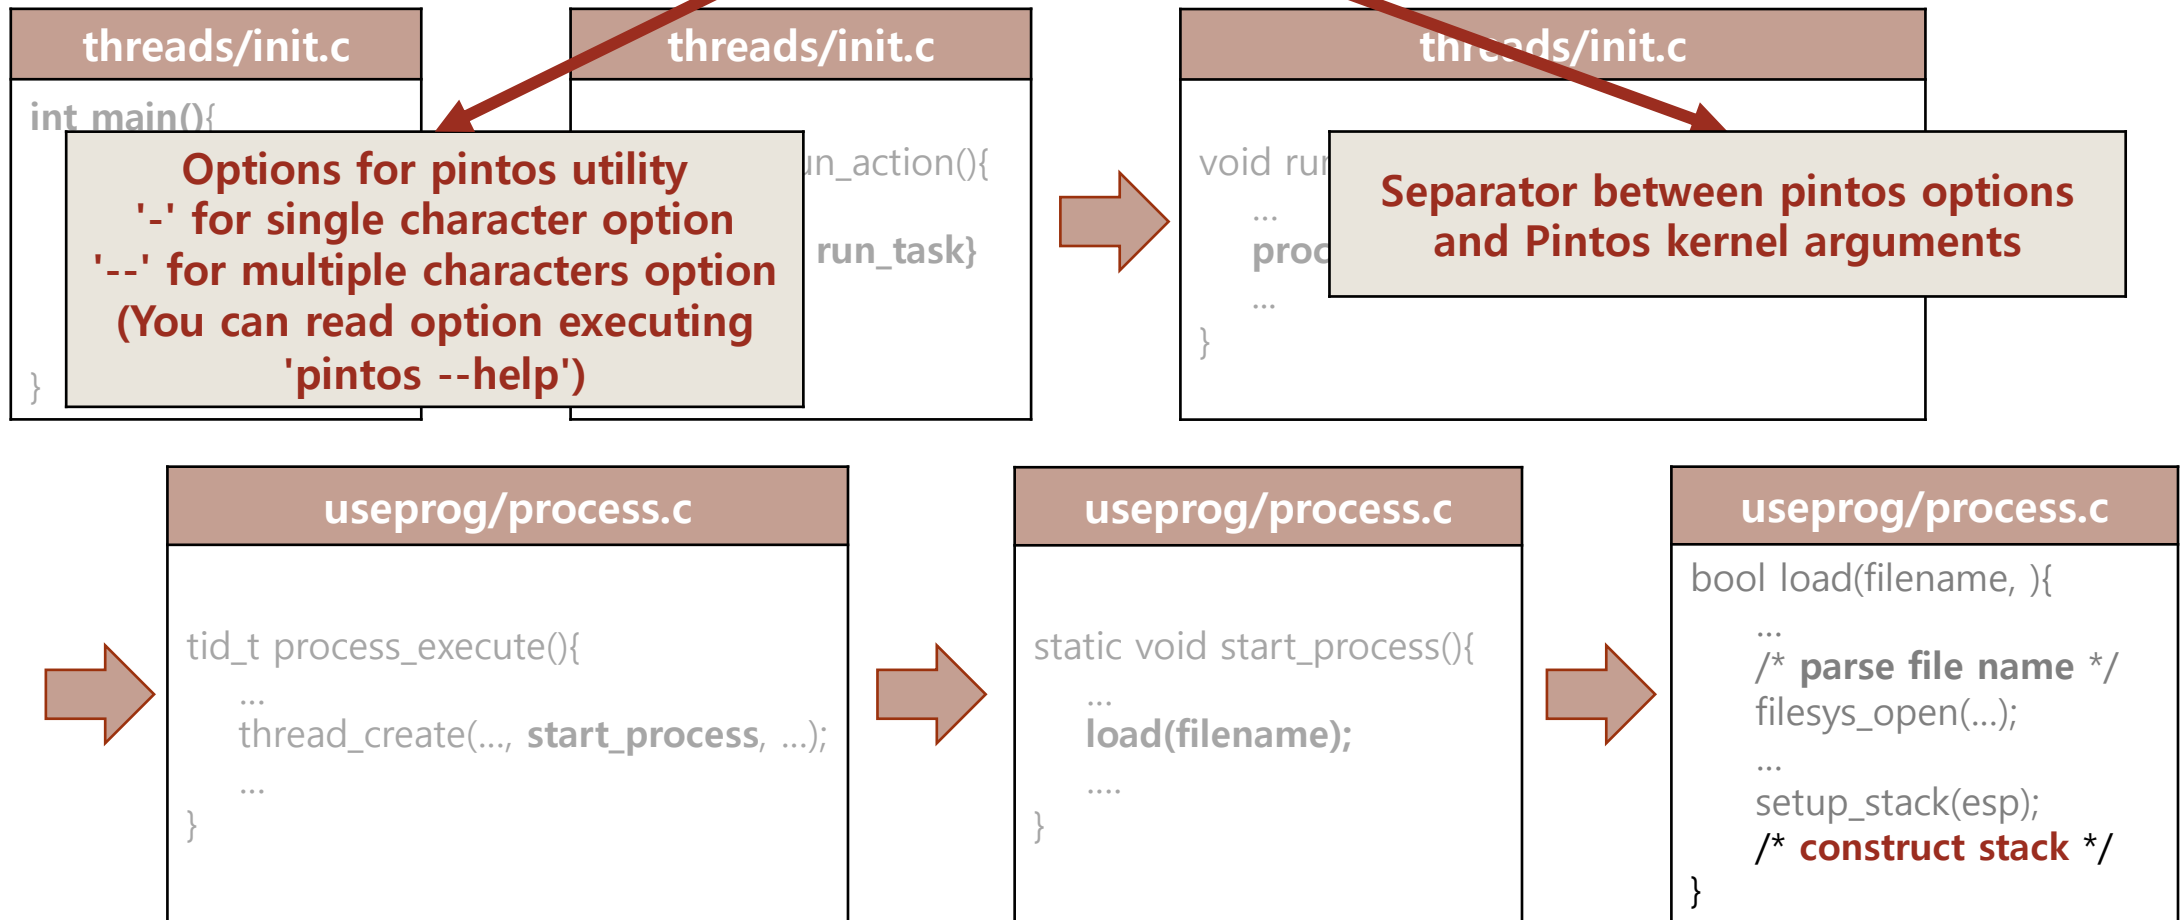 threads/init.c
int main(){
}
threads/init.c
run_task}
threads/init.c
void
...
...
}
Options for pintos utility
'-' for single character option
'--' for multiple characters option
(You can read option executing
'pintos --help')
Separator between pintos options
and Pintos kernel arguments
useprog/process.c
tid_t process_execute(){
...
thread_create(..., start_process, ...);
...
}
useprog/process.c
static void start_process(){
...
load(filename);
....
}
useprog/process.c
bool load(filename, ){
...
/* parse file name */
filesys_open(...);
...
setup_stack(esp);
/* construct stack */
}